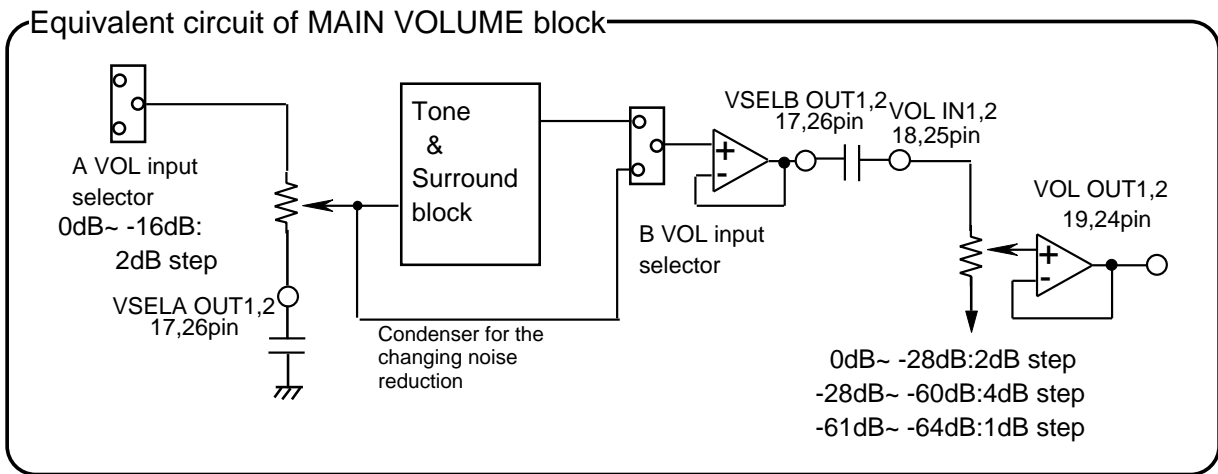 Equivalent circuit of MAIN VOLUME block
A VOL input
selector
0dB~ -16dB:
2dB step
VSELA OUT1,2
17,26pin
Tone
&
Surround
block
Condenser for the
changing noise
reduction
B VOL input
selector
+
-
VSELB OUT1,2
17,26pin
VOL IN1,2
18,25pin
VOL OUT1,2
19,24pin
+
-
0dB~ -28dB:2dB step
-28dB~ -60dB:4dB step
-61dB~ -64dB:1dB step